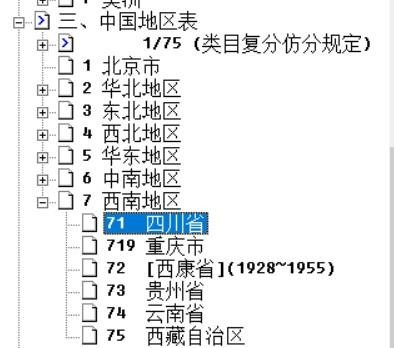 三、中国地区表
1/75 (类目复分仿分规定)
1 北京市
2 华北地区
3 东北地区
4 西北地区
5 华东地区
6 中南地区
7 西南地区
71 四川省
719 重庆市
72 [西康省](1928~1955)
73 贵州省
74 云南省
75 西藏自治区